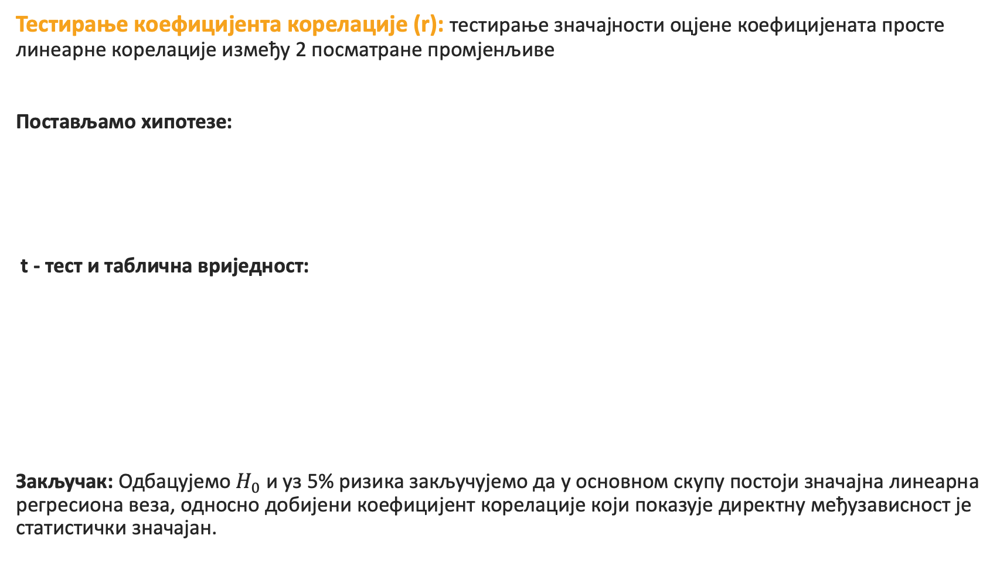 Тестирање коефицијента корелације (r): тестирање значајности оцјене коефицијената просте
линеарне корелације између 2 посматране промјенљиве
Постављамо хипотезе:
t - тест и таблична вриједност:
Закључак: Одбацујемо H₀ и уз 5% ризика закључујемо да у основном скупу постоји значајна линеарна
регресиона веза, односно добијени коефицијент корелације који показује директну међузависност је
статистички значајан.